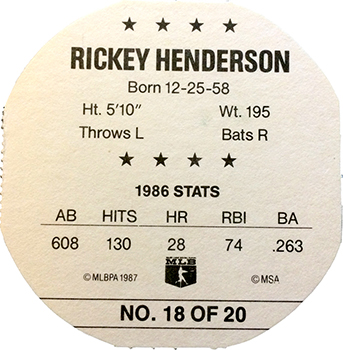 ★ ★ ★ ★
RICKEY HENDERSON
Born 12-25-58
Ht. 5'10" Wt. 195
Throws L Bats R
★ ★ ★ ★
1986 STATS
AB HITS HR RBI BA
608 130 28 74 .263
©MLBPA 1987 MLB ©MSA
NO. 18 OF 20